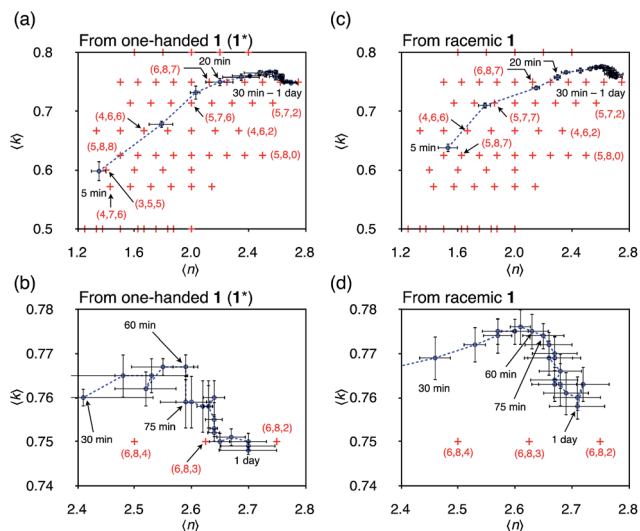 (a)
From one-handed 1 (1*)
0.8
0.7
0.6
0.5
⟨k⟩
20 min
(6,8,7)
30 min – 1 day
(5,7,2)
(5,7,6)
(4,6,6)
(4,6,2)
(5,8,8)
(5,8,0)
5 min
(3,5,5)
(4,7,6)
1.2 1.6 2.0 2.4 2.8
⟨n⟩
(c)
From racemic 1
0.8
0.7
0.6
0.5
⟨k⟩
20 min
(6,8,7)
30 min – 1 day
(5,7,2)
(5,7,7)
(4,6,6)
(4,6,2)
(5,8,0)
5 min
(5,8,7)
1.2 1.6 2.0 2.4 2.8
⟨n⟩
(b)
From one-handed 1 (1*)
0.78
0.77
0.76
0.75
0.74
⟨k⟩
60 min
30 min
75 min
(6,8,4)
(6,8,3)
(6,8,2)
1 day
2.4 2.5 2.6 2.7 2.8
⟨n⟩
(d)
From racemic 1
0.78
0.77
0.76
0.75
0.74
⟨k⟩
60 min
30 min
75 min
1 day
(6,8,4)
(6,8,3)
(6,8,2)
2.4 2.5 2.6 2.7 2.8
⟨n⟩